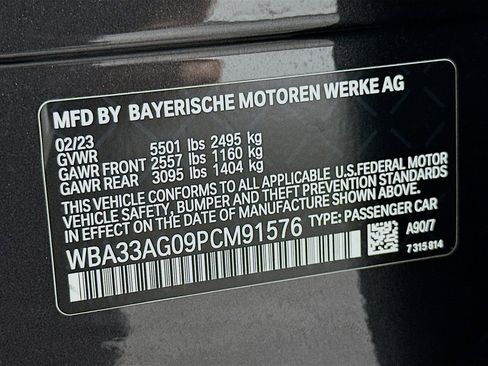 MFD BY BAYERISCHE MOTOREN WERKE AG
02/23
GVWR 5501 lbs 2495 kg
GAWR FRONT 2557 lbs 1160 kg
GAWR REAR 3095 lbs 1404 kg
THIS VEHICLE CONFORMS TO ALL APPLICABLE U.S.FEDERAL MOTOR
VEHICLE SAFETY, BUMPER AND THEFT PREVENTION STANDARDS
IN EFFECT ON THE DATE OF MANUFACTURE SHOWN ABOVE.
WBA33AG09PCM91576 TYPE: PASSENGER CAR
A90/7
7 315 814